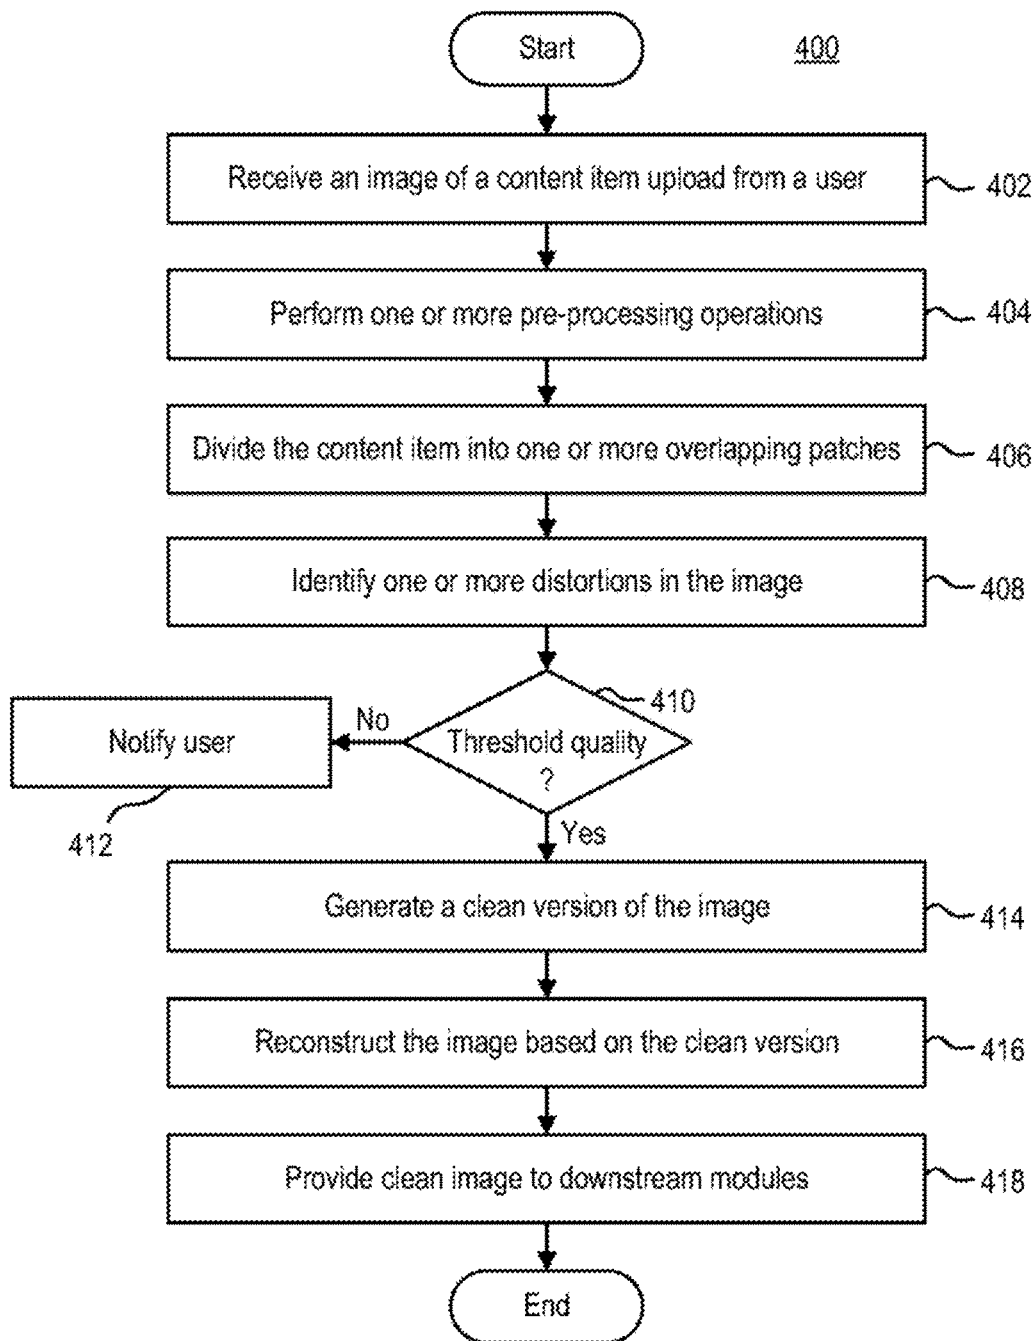 Start
400
Receive an image of a content item upload from a user
402
Perform one or more pre-processing operations
404
Divide the content item into one or more overlapping patches
406
Identify one or more distortions in the image
408
410
Threshold quality
?
No
Notify user
412
Yes
Generate a clean version of the image
414
Reconstruct the image based on the clean version
416
Provide clean image to downstream modules
418
End